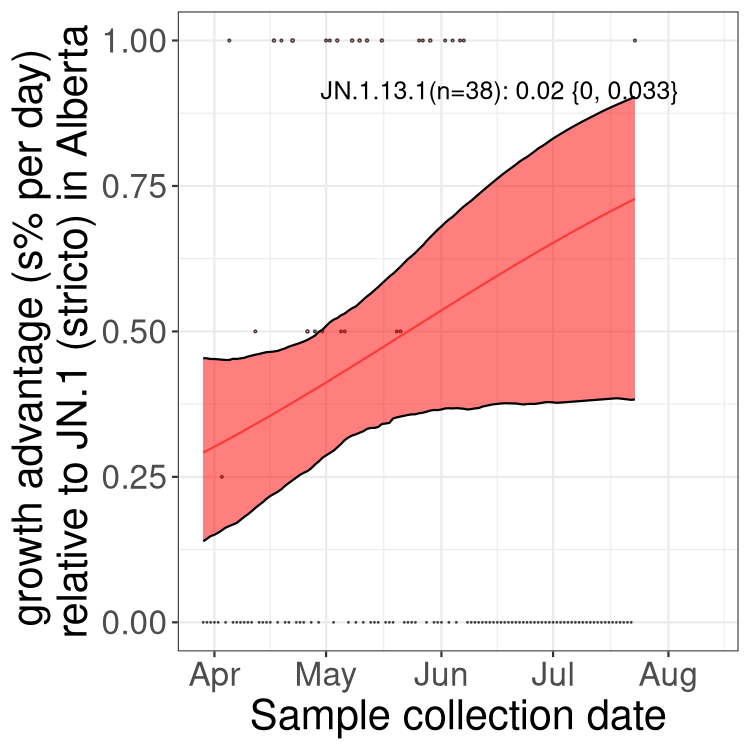 1.00
JN.1.13.1(n=38): 0.02 {0, 0.033}
0.75
0.50
0.25
0.00
growth advantage (s% per day)
relative to JN.1 (stricto) in Alberta
Apr May Jun Jul Aug
Sample collection date